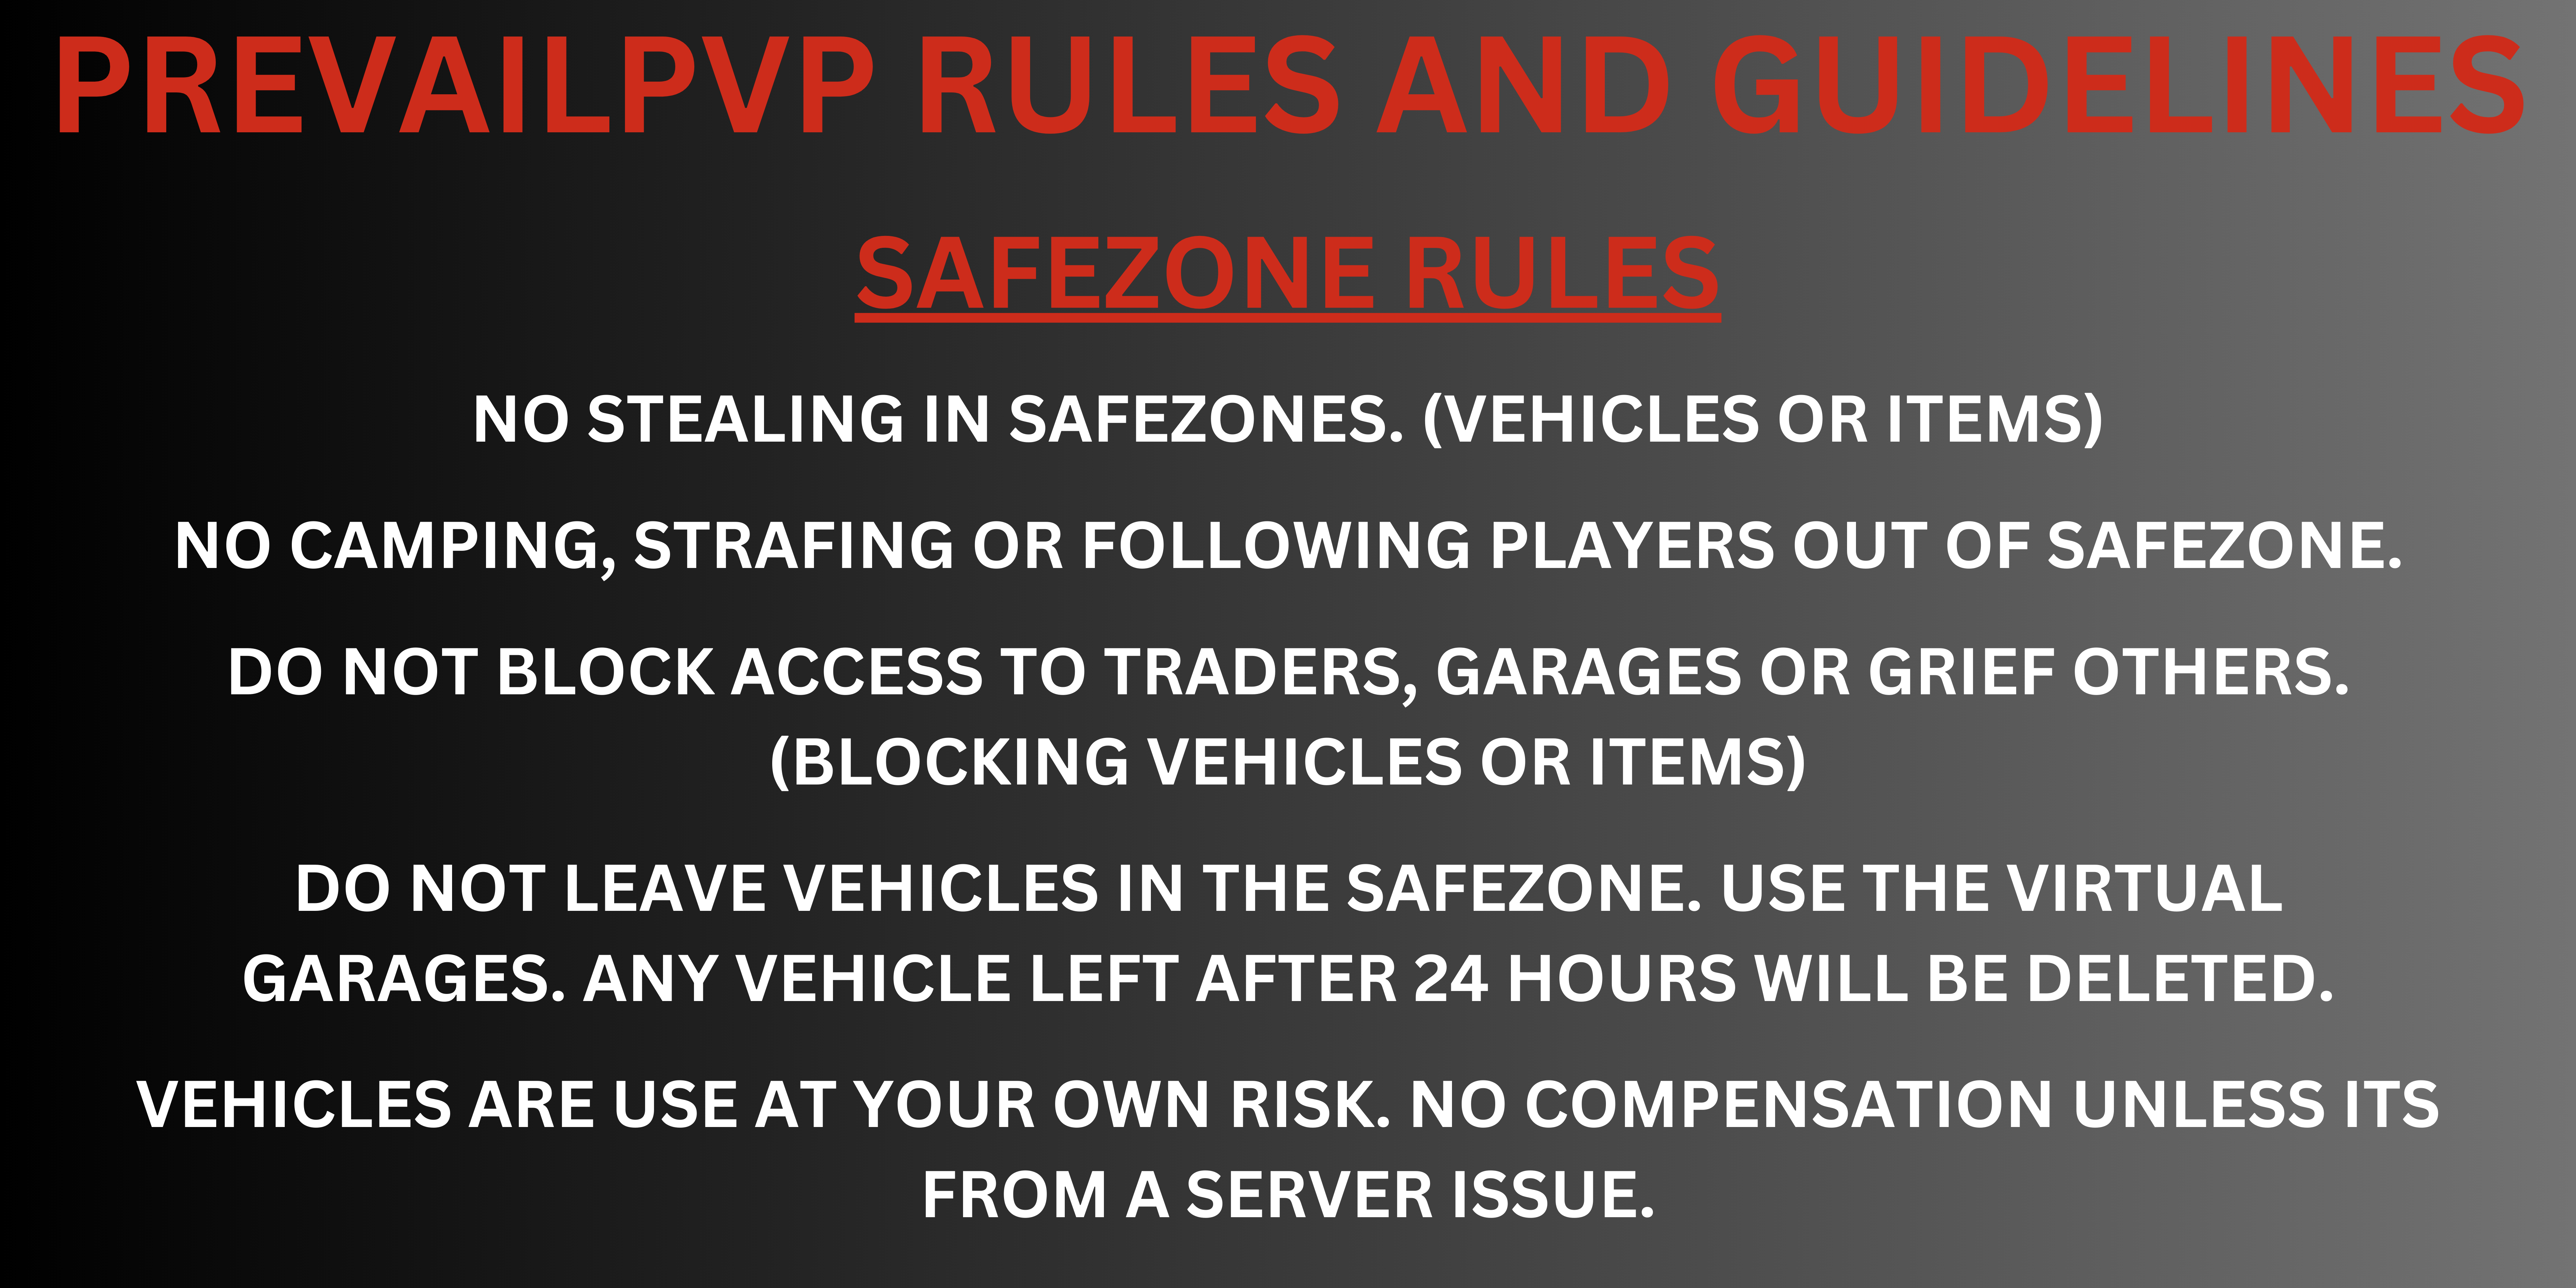 PREVAILPVP RULES AND GUIDELINES
SAFEZONE RULES
NO STEALING IN SAFEZONES. (VEHICLES OR ITEMS)
NO CAMPING, STRAFING OR FOLLOWING PLAYERS OUT OF SAFEZONE.
DO NOT BLOCK ACCESS TO TRADERS, GARAGES OR GRIEF OTHERS.
(BLOCKING VEHICLES OR ITEMS)
DO NOT LEAVE VEHICLES IN THE SAFEZONE. USE THE VIRTUAL
GARAGES. ANY VEHICLE LEFT AFTER 24 HOURS WILL BE DELETED.
VEHICLES ARE USE AT YOUR OWN RISK. NO COMPENSATION UNLESS ITS
FROM A SERVER ISSUE.